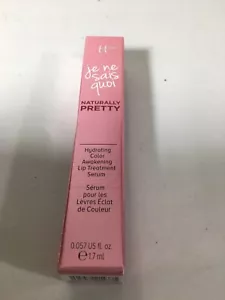 je ne
sais
quoi
NATURALLY
PRETTY
Hydrating
Color
Awakening
Lip Treatment
Serum
Sérum
pour les
Lèvres Éclat
de Couleur
0.057 US fl. oz
℮ 1.7 ml